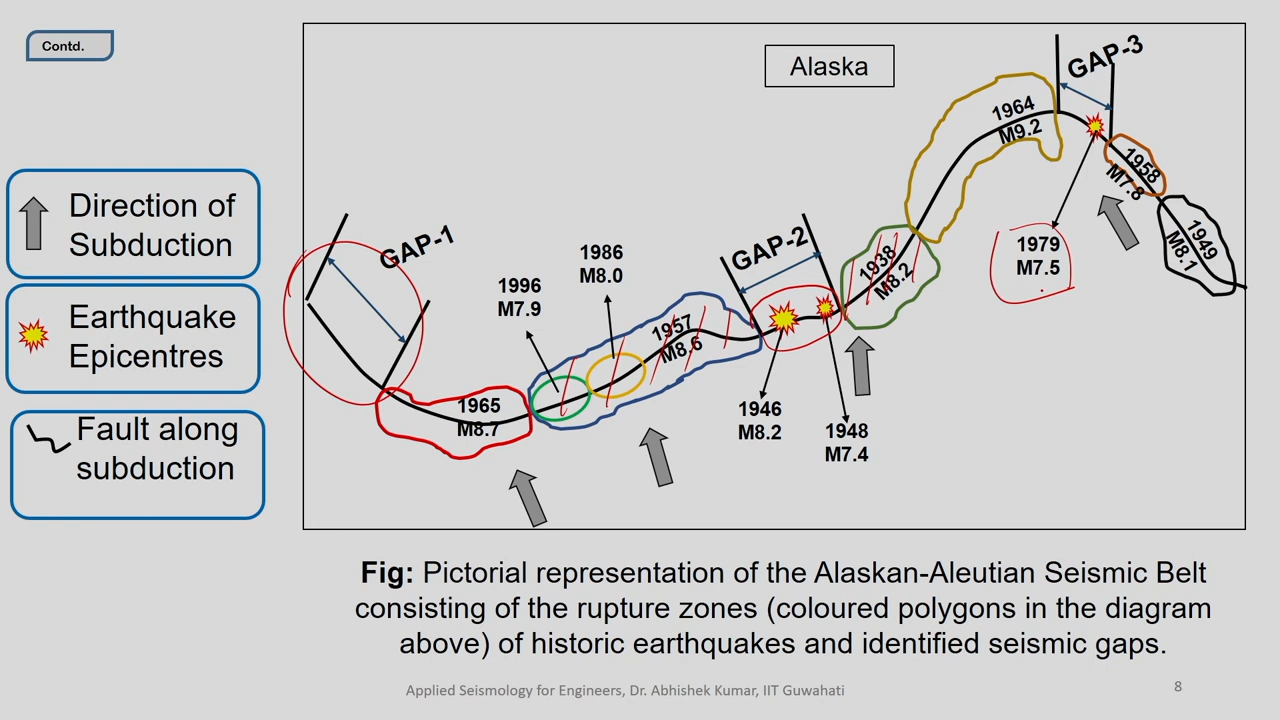 Contd.
Alaska
GAP-3
1964
M9.2
1958
M7.8
Direction of
Subduction
1949
M8.1
GAP-1
GAP-2
1979
M7.5
1986
M8.0
1938
M8.2
1996
M7.9
Earthquake
Epicentres
1957
M8.6
1965
M8.7
1946
M8.2
1948
M7.4
Fault along
subduction
Fig: Pictorial representation of the Alaskan-Aleutian Seismic Belt
consisting of the rupture zones (coloured polygons in the diagram
above) of historic earthquakes and identified seismic gaps.
Applied Seismology for Engineers, Dr. Abhishek Kumar, IIT Guwahati
8